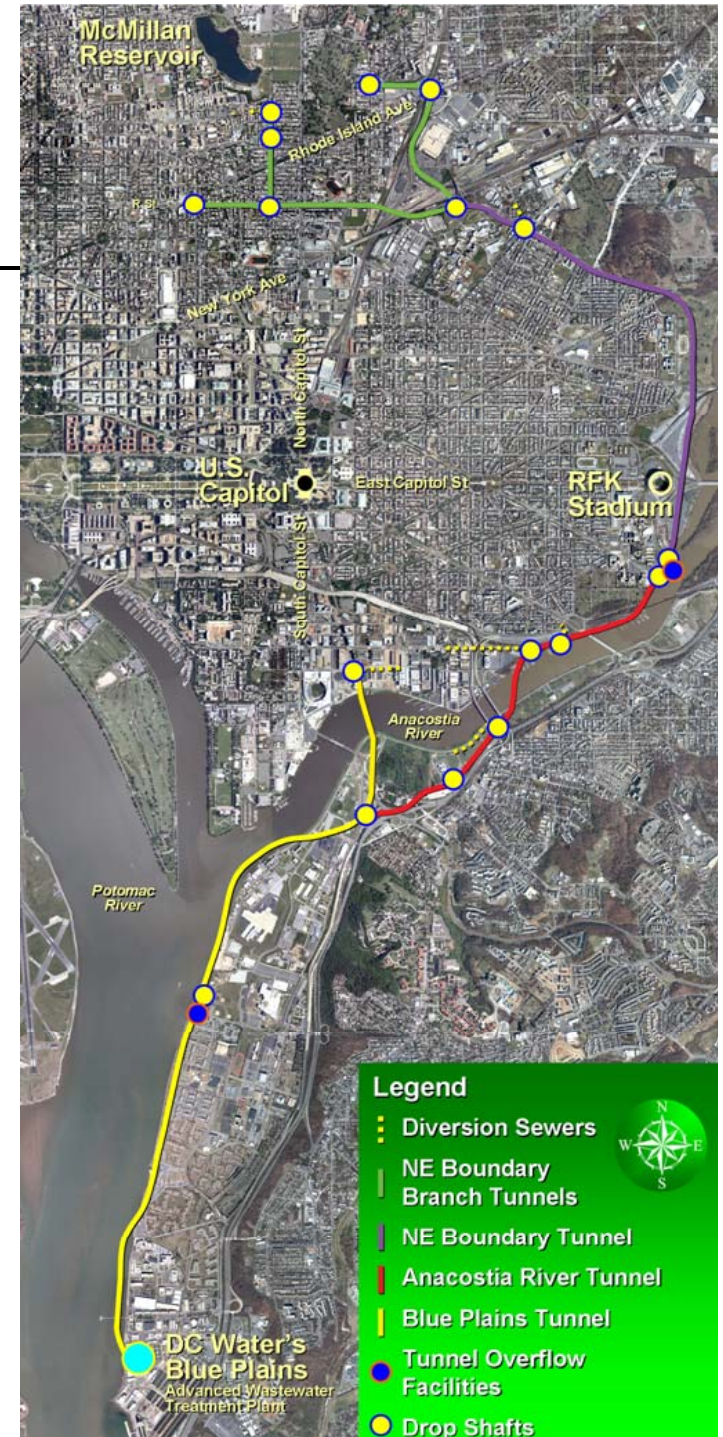 McMillan
Reservoir
Rhode Island Ave
R St
New York Ave
North Capitol St
U.S.
Capitol
East Capitol St
RFK
Stadium
South Capitol St
Anacostia
River
Potomac
River
DC Water's
Blue Plains
Advanced Wastewater
Treatment Plant
Legend
N
W
E
S
Diversion Sewers
NE Boundary
Branch Tunnels
NE Boundary Tunnel
Anacostia River Tunnel
Blue Plains Tunnel
Tunnel Overflow
Facilities
Drop Shafts